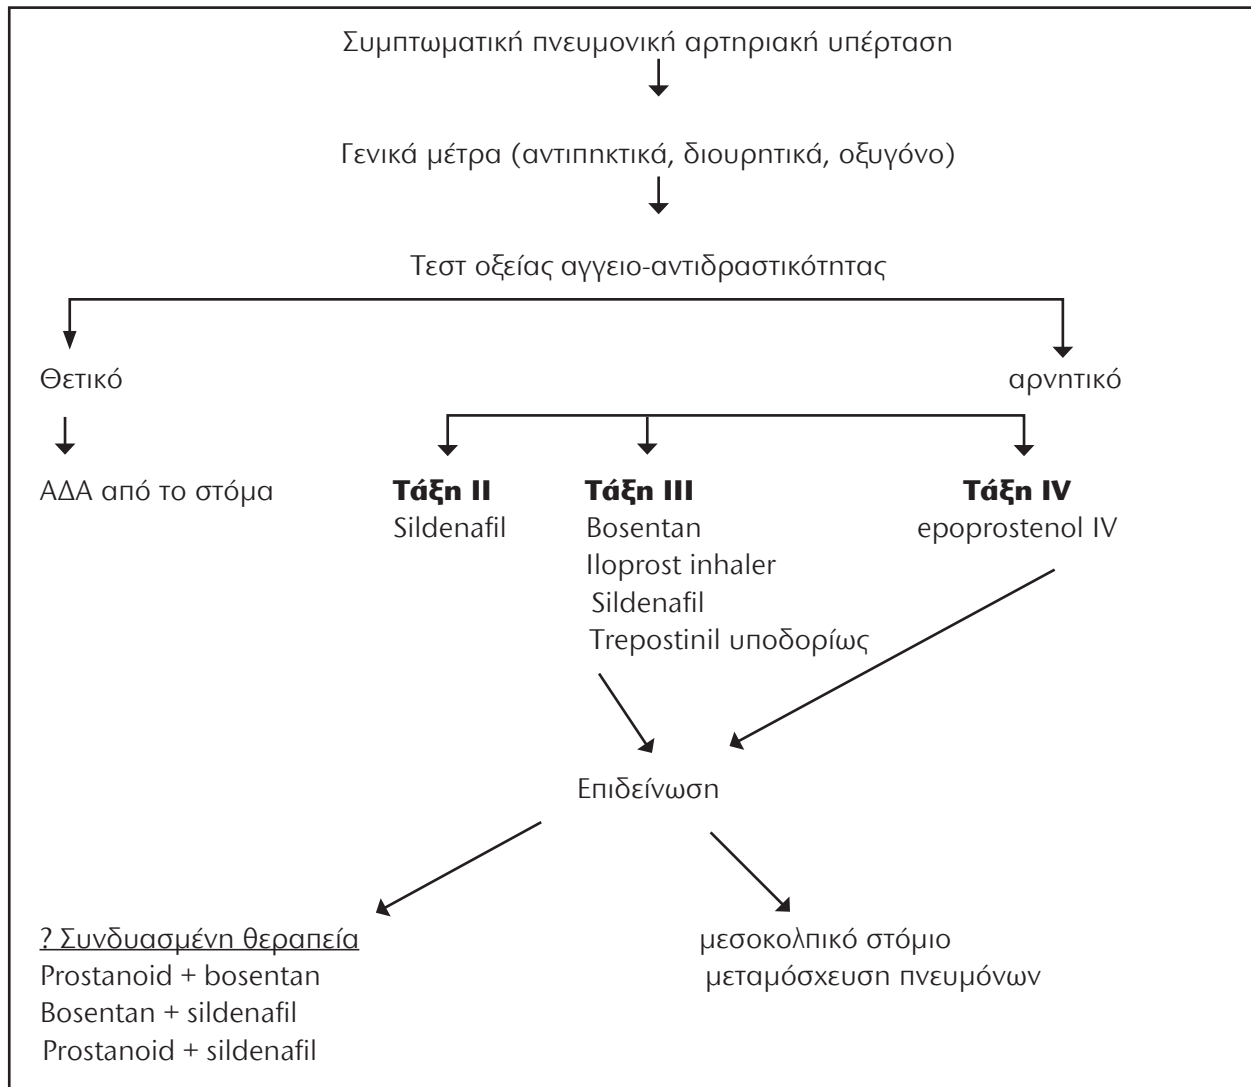 Συμπτωματική πνευμονική αρτηριακή υπέρταση
Γενικά μέτρα (αντιπηκτικά, διουρητικά, οξυγόνο)
Τεστ οξείας αγγειο-αντιδραστικότητας
Θετικό
αρνητικό
ΑΔΑ από το στόμα
Τάξη II
Sildenafil
Τάξη III
Bosentan
Iloprost inhaler
Sildenafil
Trepostinil υποδορίως
Τάξη IV
epoprostenol IV
Επιδείνωση
? Συνδυασμένη θεραπεία
Prostanoid + bosentan
Bosentan + sildenafil
Prostanoid + sildenafil
μεσοκολπικό στόμιο
μεταμόσχευση πνευμόνων